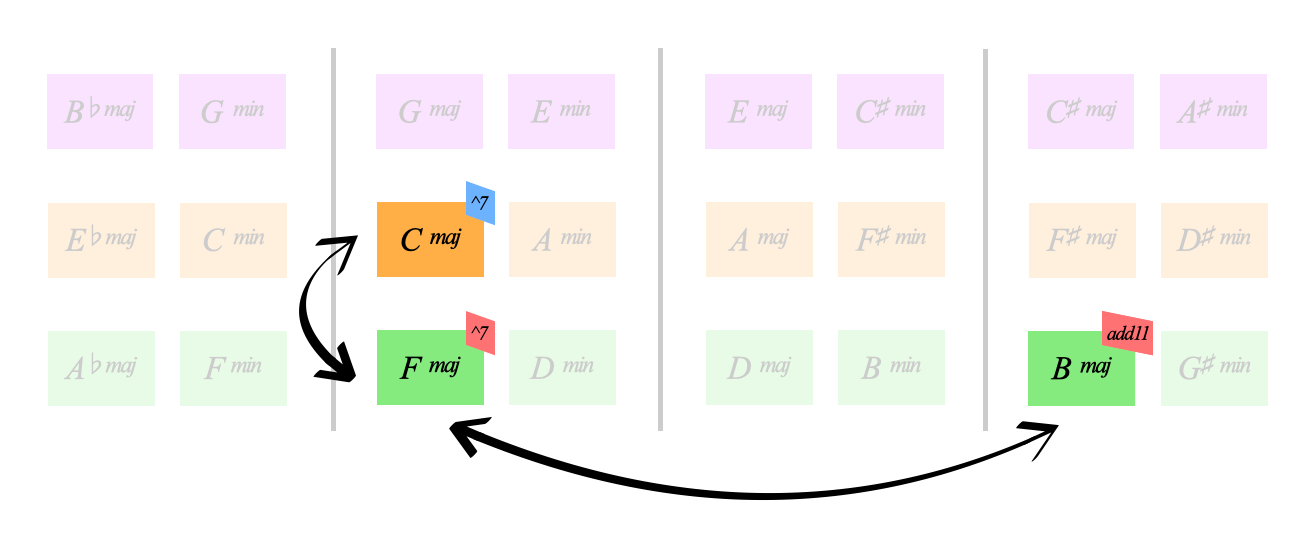 B♭ maj G min G maj E min E maj C♯ min C♯ maj A♯ min
^7
E♭ maj C min C maj A min A maj F♯ min F♯ maj D♯ min
^7 add11
A♭ maj F min F maj D min D maj B min B maj G♯ min